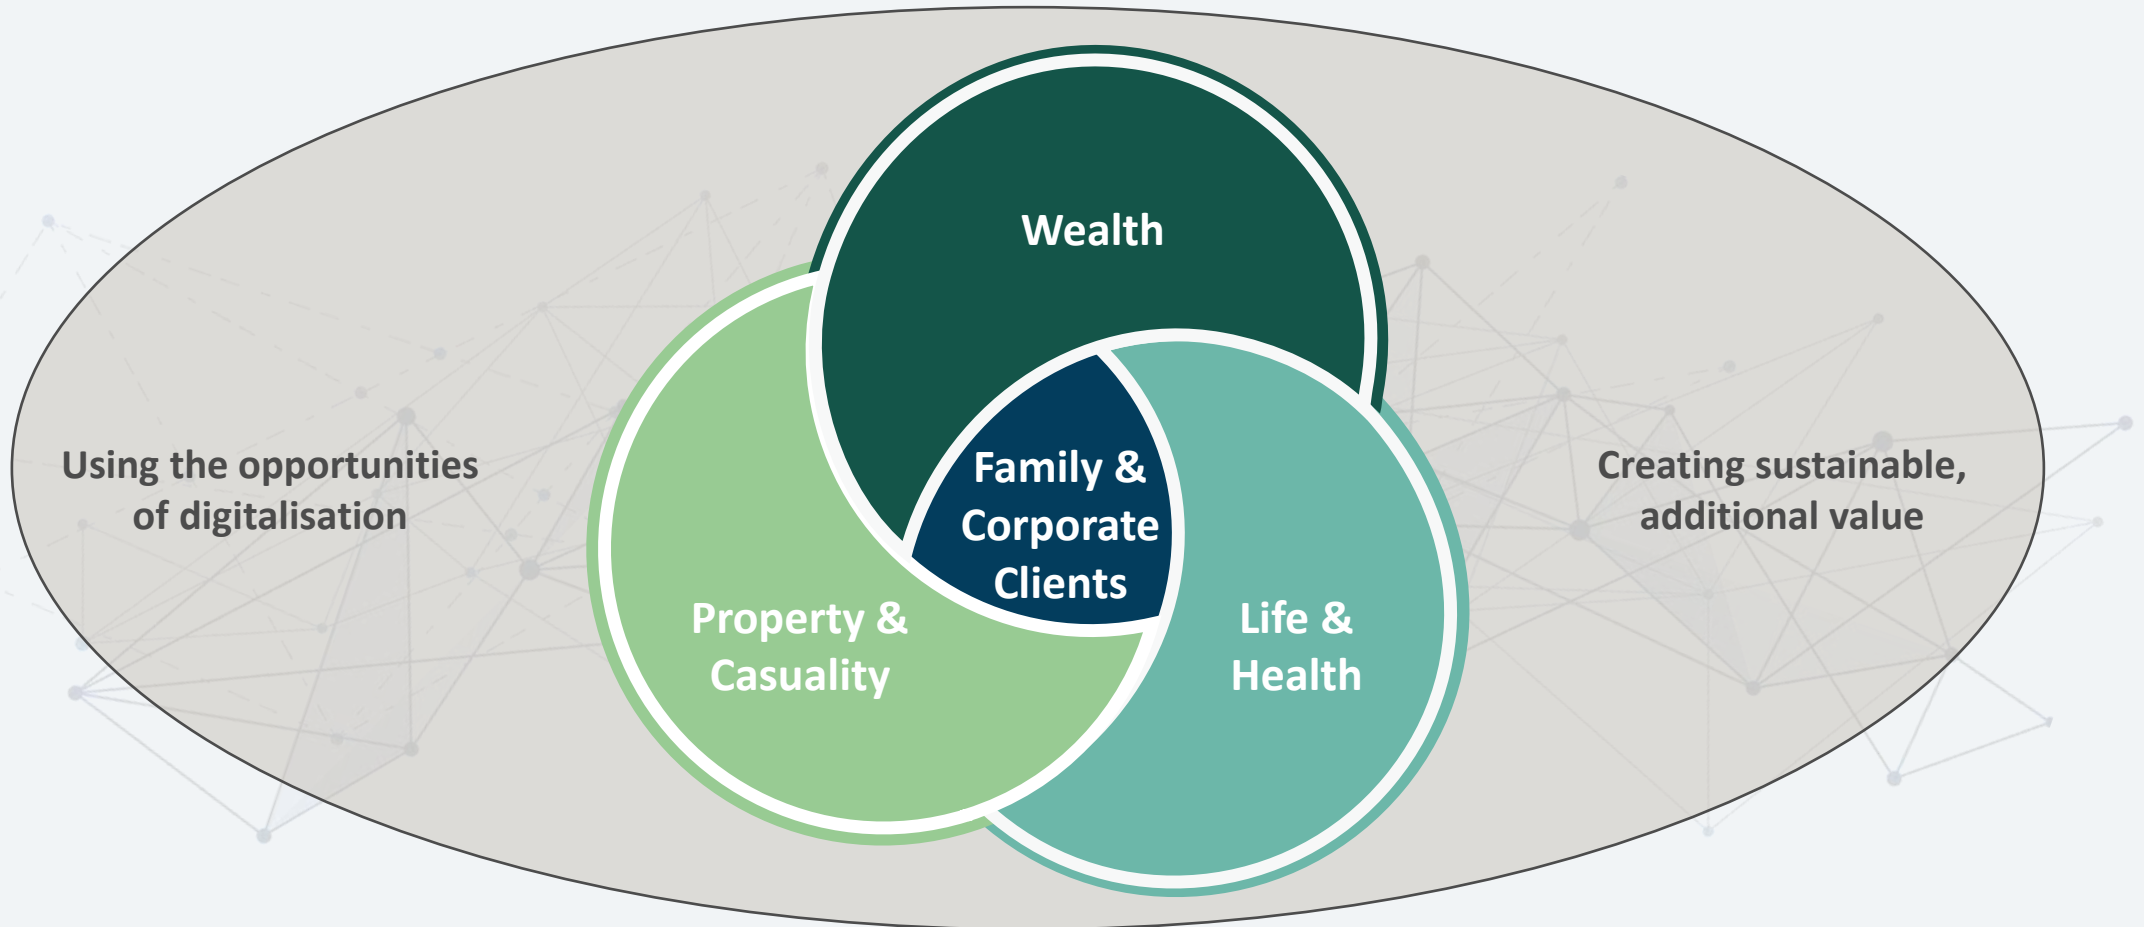 Wealth
Using the opportunities
of digitalisation
Family &
Corporate
Clients
Creating sustainable,
additional value
Property &
Casuality
Life &
Health